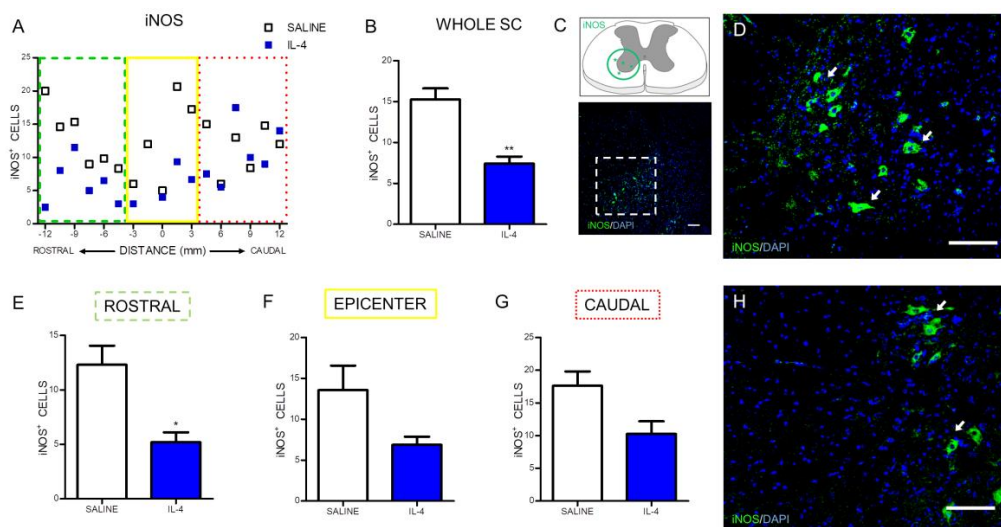 A
iNOS
SALINE
IL-4
iNOS⁺ CELLS
25
20
15
10
5
0
-12 -9 -6 -3 0 3 6 9 12
ROSTRAL DISTANCE (mm) CAUDAL
B
WHOLE SC
iNOS⁺ CELLS
20
15
10
5
0
**
SALINE IL-4
C
iNOS
iNOS/DAPI
D
iNOS/DAPI
E
ROSTRAL
iNOS⁺ CELLS
15
10
5
0
*
SALINE IL-4
F
EPICENTER
iNOS⁺ CELLS
20
15
10
5
0
SALINE IL-4
G
CAUDAL
iNOS⁺ CELLS
25
20
15
10
5
0
SALINE IL-4
H
iNOS/DAPI